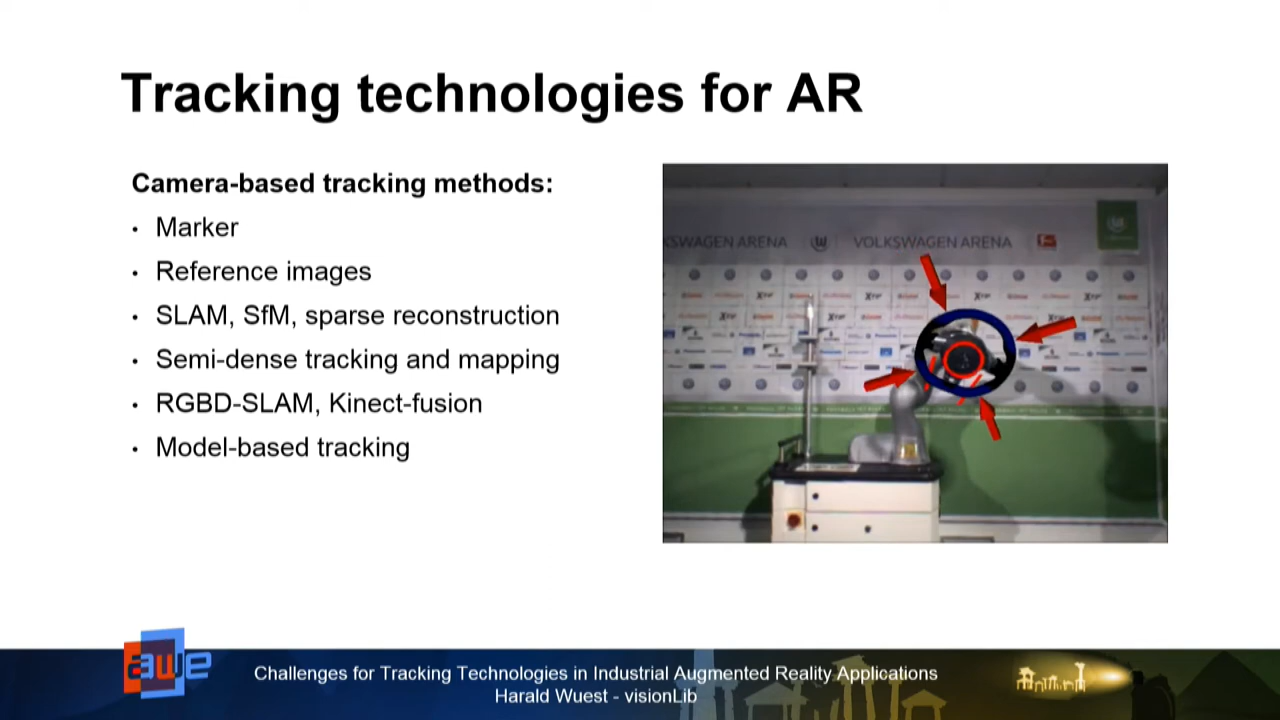 Tracking technologies for AR
Camera-based tracking methods:
• Marker
• Reference images
• SLAM, SfM, sparse reconstruction
• Semi-dense tracking and mapping
• RGBD-SLAM, Kinect-fusion
• Model-based tracking
KSWAGEN ARENA VOLKSWAGEN ARENA
awe
Challenges for Tracking Technologies in Industrial Augmented Reality Applications
Harald Wuest - visionLib